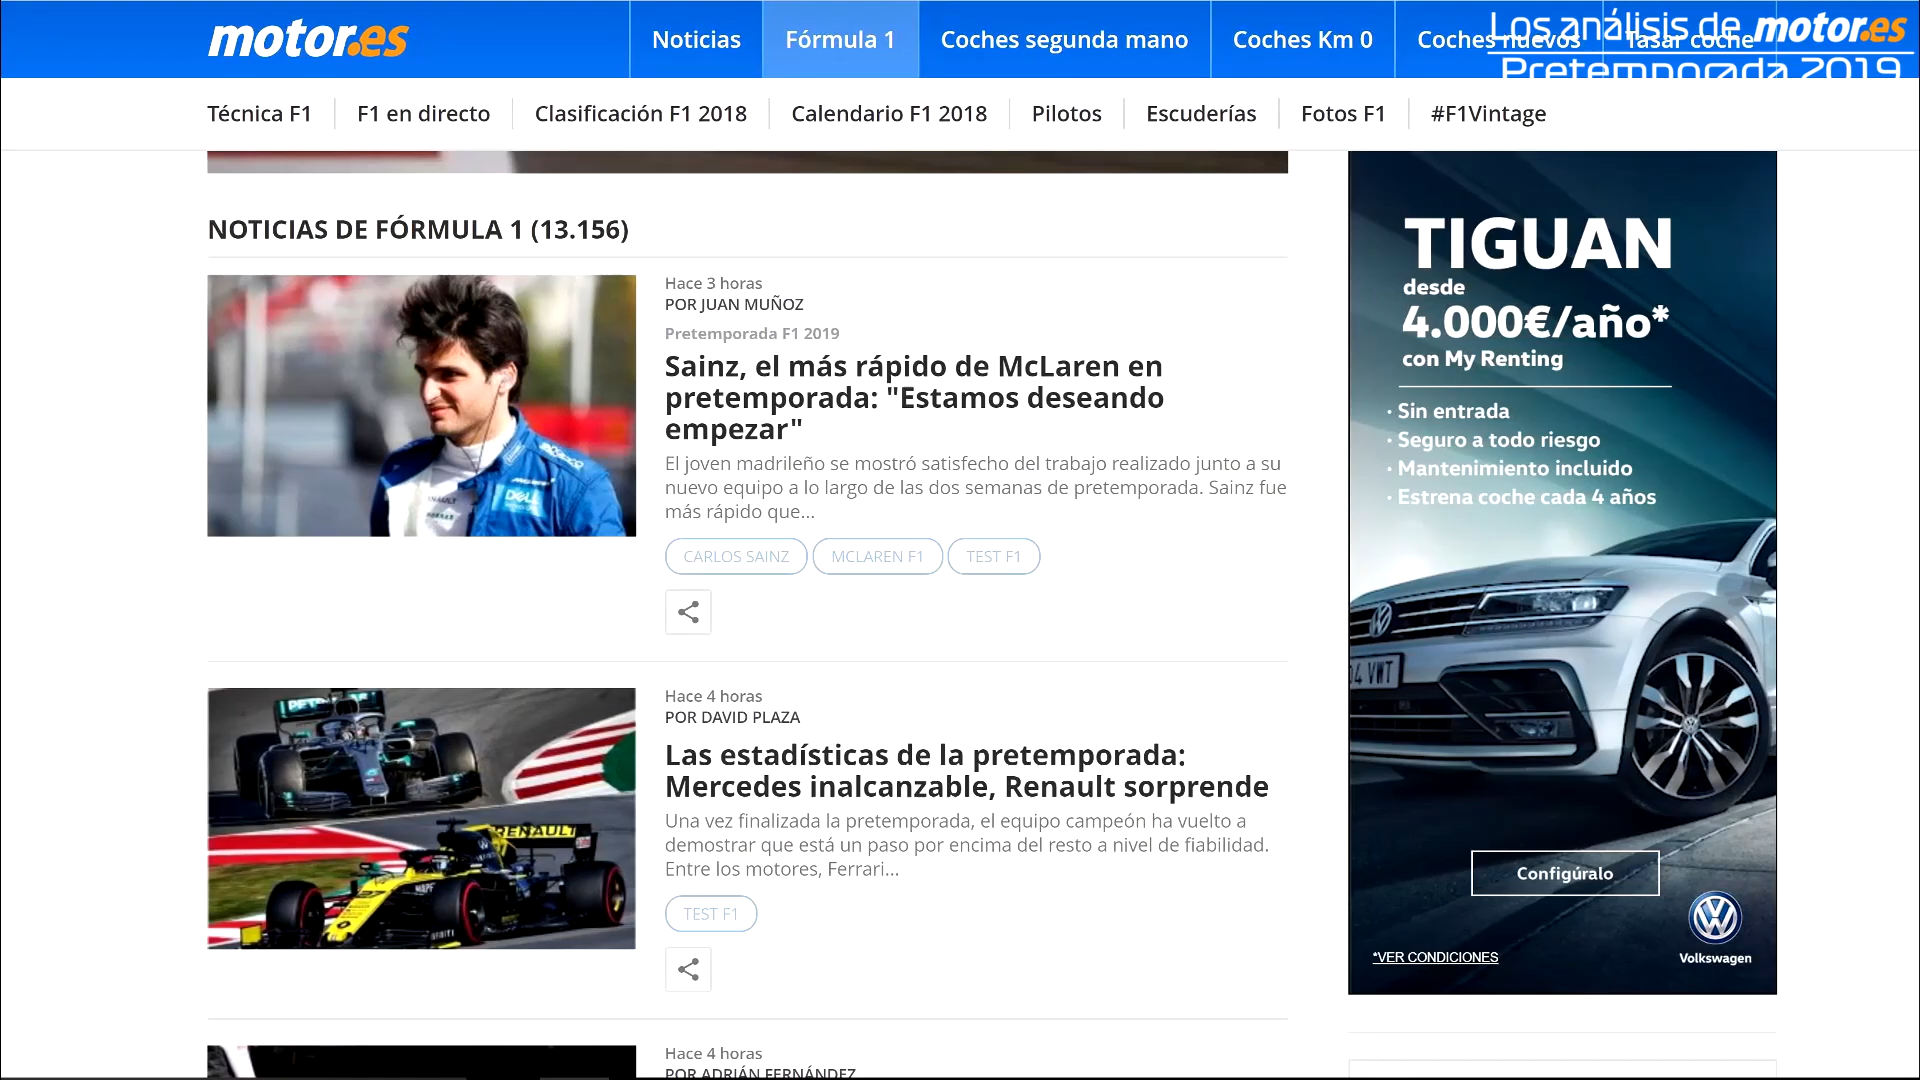 motor.es
Noticias
Fórmula 1
Coches segunda mano
Coches Km 0
Coches nuevos
Tasar coche
Los análisis de motor.es
Pretemporada 2019
Técnica F1
F1 en directo
Clasificación F1 2018
Calendario F1 2018
Pilotos
Escuderías
Fotos F1
#F1Vintage
NOTICIAS DE FÓRMULA 1 (13.156)
Hace 3 horas
POR JUAN MUÑOZ
Pretemporada F1 2019
Sainz, el más rápido de McLaren en
pretemporada: "Estamos deseando
empezar"
El joven madrileño se mostró satisfecho del trabajo realizado junto a su
nuevo equipo a lo largo de las dos semanas de pretemporada. Sainz fue
más rápido que...
CARLOS SAINZ
MCLAREN F1
TEST F1
DELL
RENAULT
Hace 4 horas
POR DAVID PLAZA
Las estadísticas de la pretemporada:
Mercedes inalcanzable, Renault sorprende
Una vez finalizada la pretemporada, el equipo campeón ha vuelto a
demostrar que está un paso por encima del resto a nivel de fiabilidad.
Entre los motores, Ferrari...
TEST F1
RENAULT
Hace 4 horas
POR ADRIÁN FERNÁNDEZ
TIGUAN
desde
4.000€/año*
con My Renting
· Sin entrada
· Seguro a todo riesgo
· Mantenimiento incluido
· Estrena coche cada 4 años
4 VWT
Configúralo
*VER CONDICIONES
Volkswagen